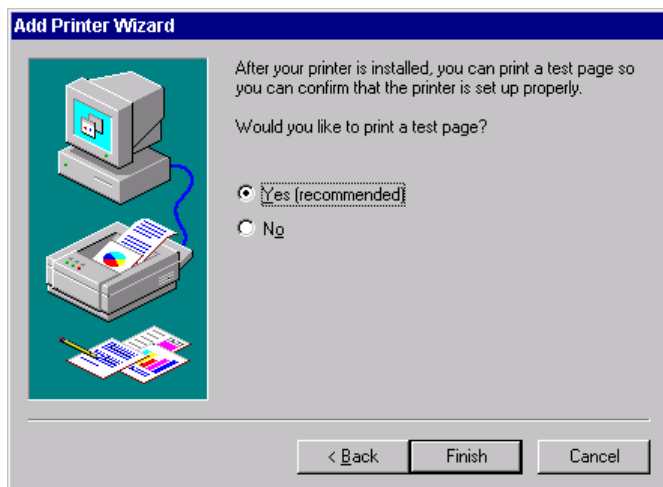 Add Printer Wizard
After your printer is installed, you can print a test page so
you can confirm that the printer is set up properly.
Would you like to print a test page?
Yes (recommended)
No
< Back
Finish
Cancel